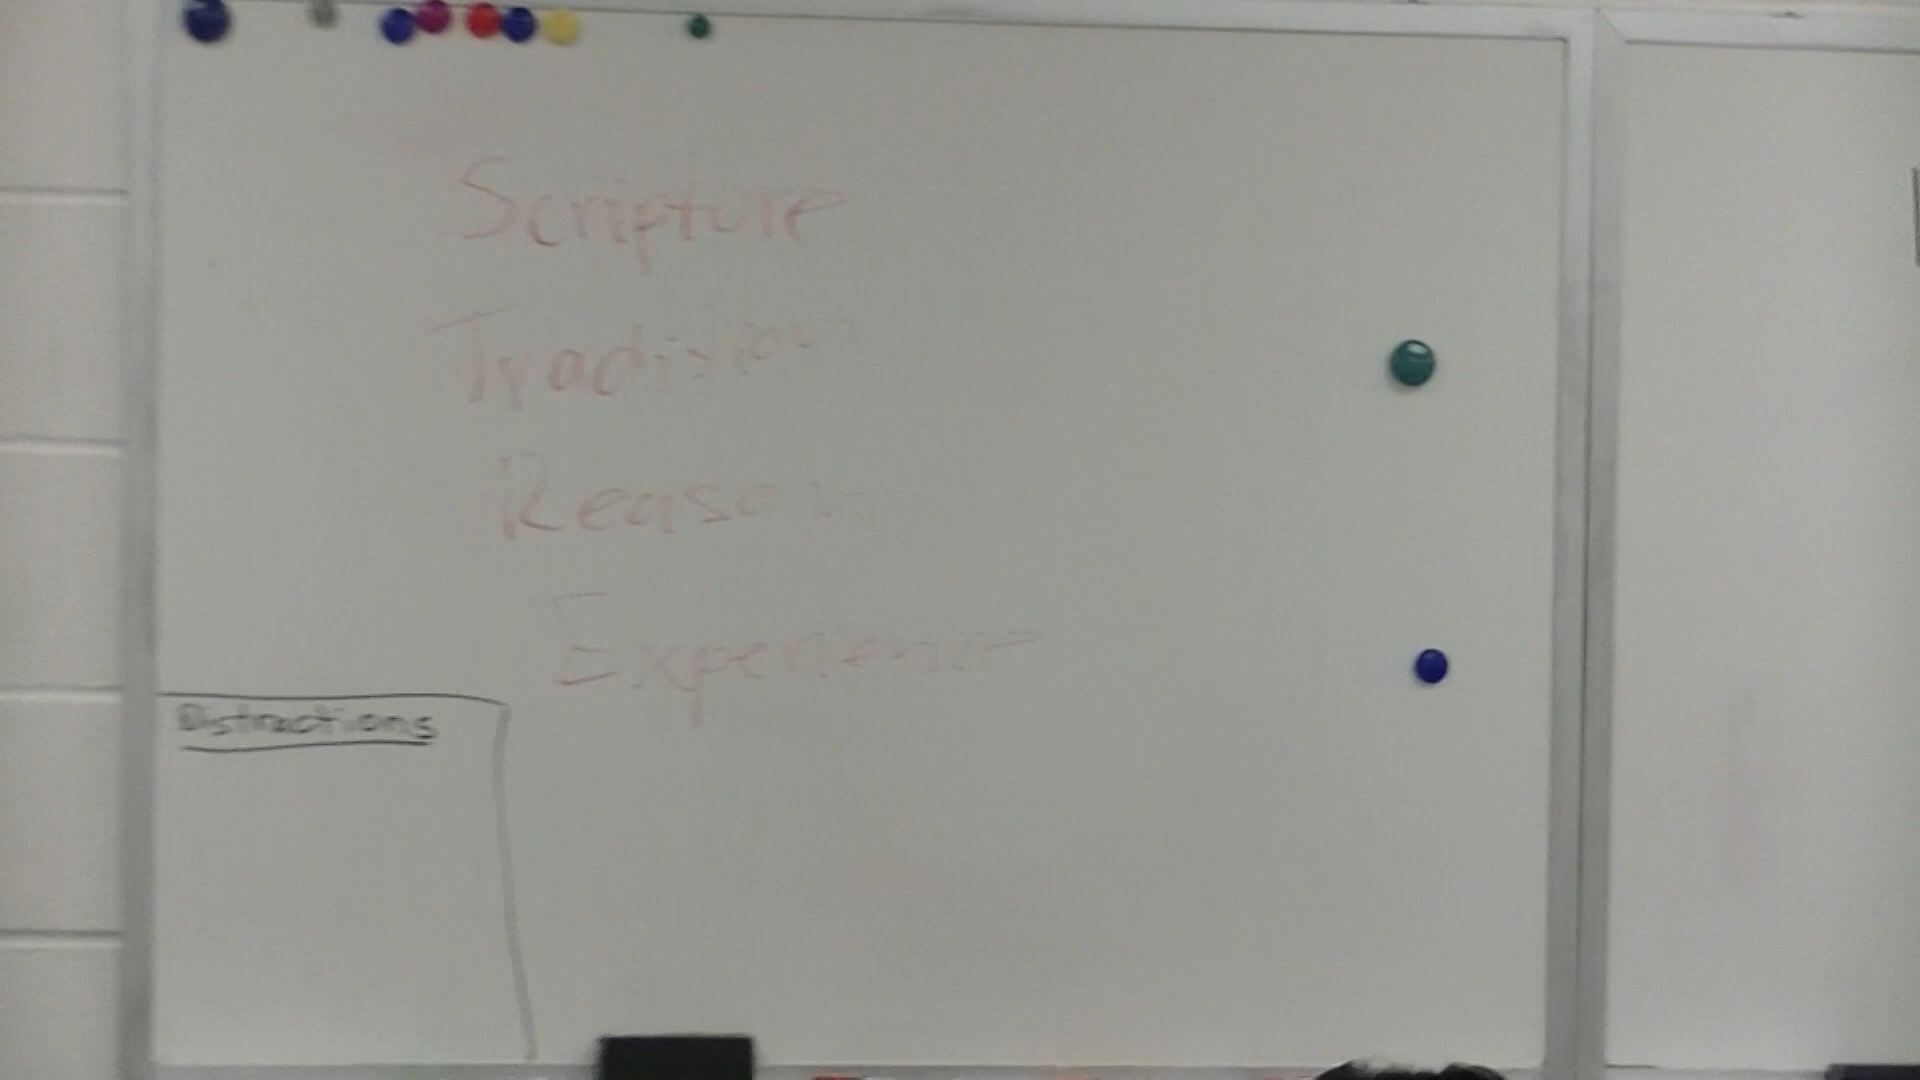 Scripture
Tradition
Reason
Experience
Distractions